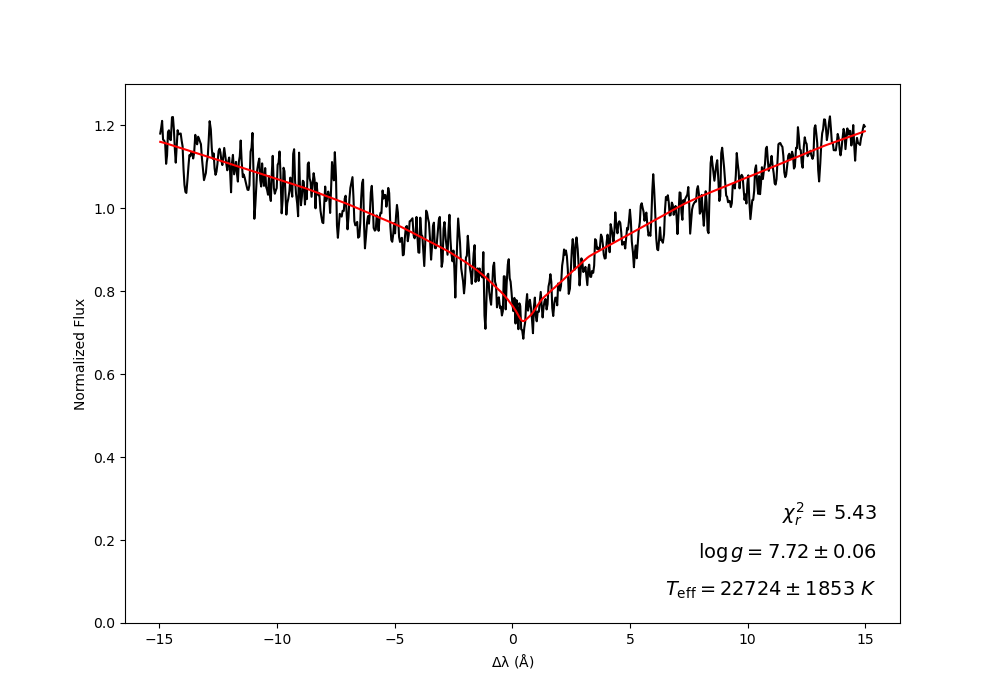 1.2
1.0
0.8
0.6
0.4
0.2
0.0
Normalized Flux
χ²ᵣ = 5.43
log g = 7.72 ± 0.06
T_eff = 22724 ± 1853 K
−15 −10 −5 0 5 10 15
Δλ (Å)